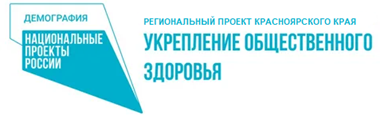 ДЕМОГРАФИЯ
НАЦИОНАЛЬНЫЕ
ПРОЕКТЫ
РОССИИ
РЕГИОНАЛЬНЫЙ ПРОЕКТ КРАСНОЯРСКОГО КРАЯ
УКРЕПЛЕНИЕ ОБЩЕСТВЕННОГО
ЗДОРОВЬЯ